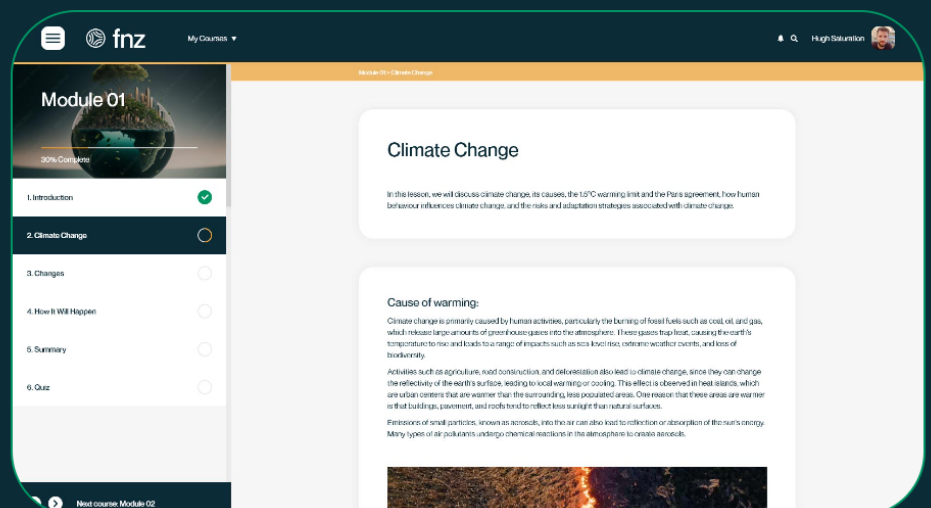 fnz
My Courses
Hugh Saturation
Module 01
30% Complete
1. Introduction
2. Climate Change
3. Changes
4. How It Will Happen
5. Summary
6. Quiz
Next course: Module 02
Module 01 > Climate Change
Climate Change
In this lesson, we will discuss climate change, its causes, the 1.5°C warming limit and the Paris agreement, how human
behaviour influences climate change, and the risks and adaptation strategies associated with climate change.
Cause of warming:
Climate change is primarily caused by human activities, particularly the burning of fossil fuels such as coal, oil, and gas,
which release large amounts of greenhouse gases into the atmosphere. These gases trap heat, causing the earth's
temperature to rise and leads to a range of impacts such as sea level rise, extreme weather events, and loss of
biodiversity.
Activities such as agriculture, road construction, and deforestation also lead to climate change, since they can change
the reflectivity of the earth's surface, leading to local warming or cooling. This effect is observed in heat islands, which
are urban centers that are warmer than the surrounding, less populated areas. One reason that these areas are warmer
is that buildings, pavement, and roofs tend to reflect less sunlight than natural surfaces.
Emissions of small particles, known as aerosols, into the air can also lead to reflection or absorption of the sun's energy.
Many types of air pollutants undergo chemical reactions in the atmosphere to create aerosols.